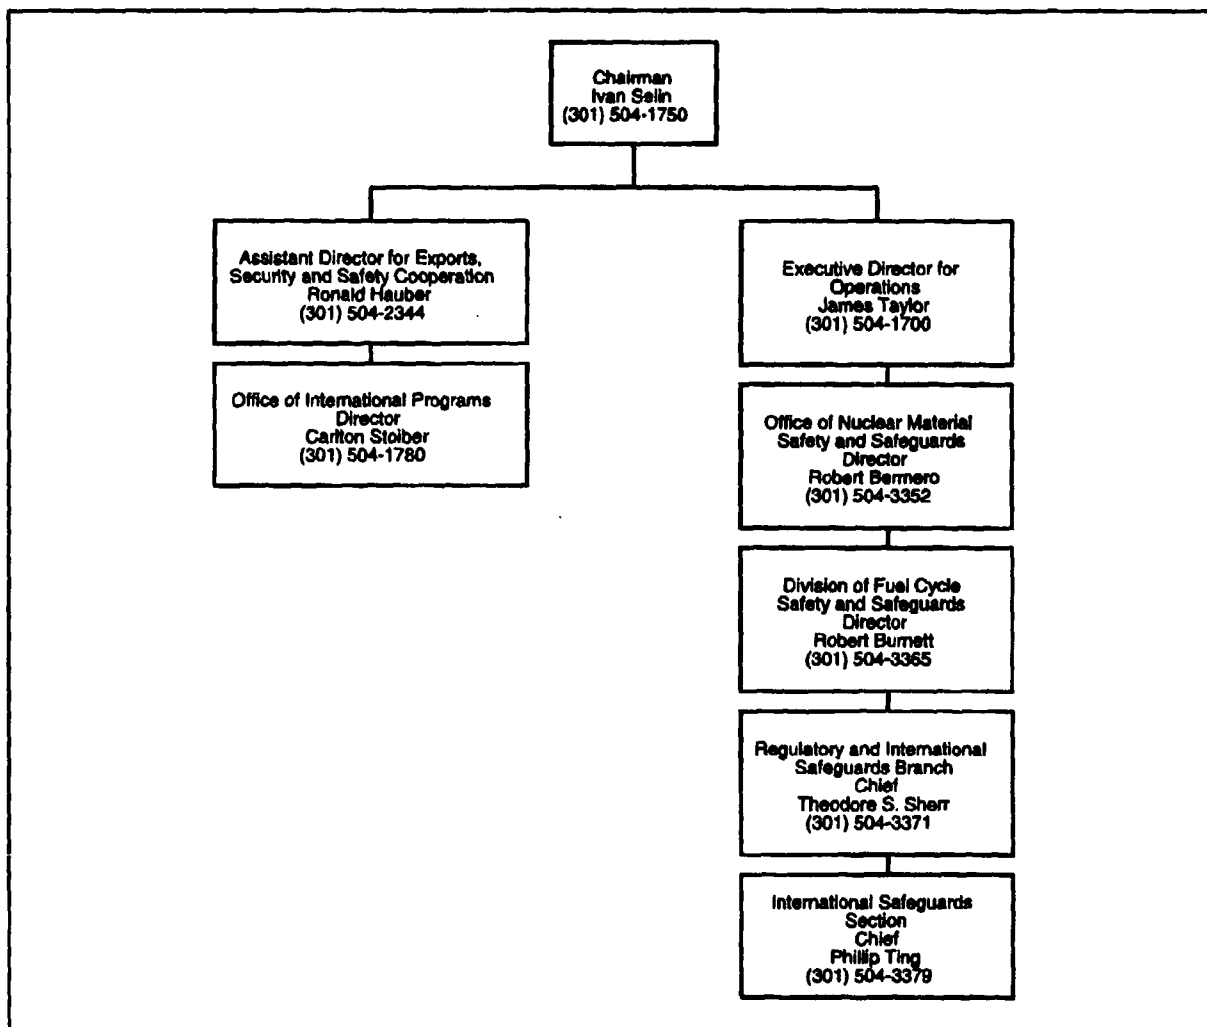 Chairman
Ivan Selin
(301) 504-1750
Assistant Director for Exports,
Security and Safety Cooperation
Ronald Hauber
(301) 504-2344
Office of International Programs
Director
Carlton Stoiber
(301) 504-1780
Executive Director for
Operations
James Taylor
(301) 504-1700
Office of Nuclear Material
Safety and Safeguards
Director
Robert Bermero
(301) 504-3352
Division of Fuel Cycle
Safety and Safeguards
Director
Robert Burnett
(301) 504-3365
Regulatory and International
Safeguards Branch
Chief
Theodore S. Sherr
(301) 504-3371
International Safeguards
Section
Chief
Phillip Ting
(301) 504-3379